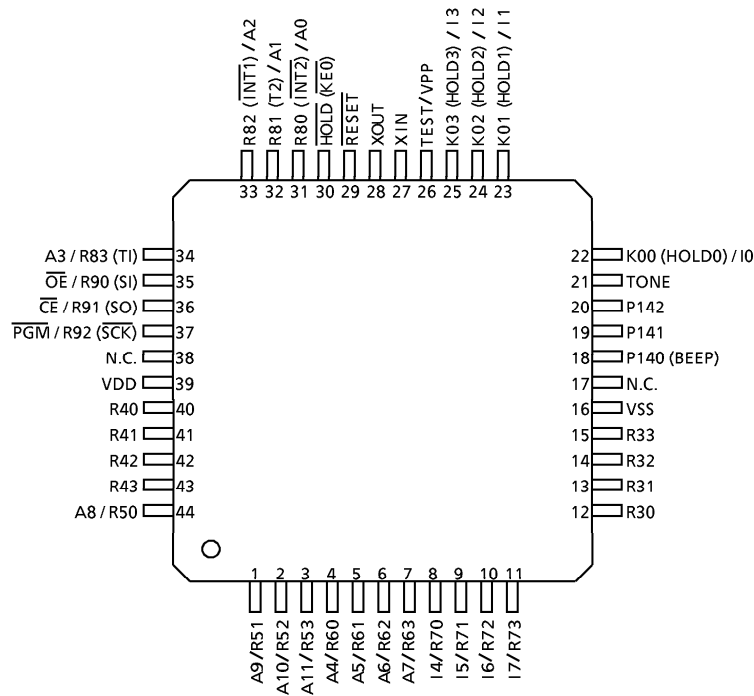 R82 (INT1) / A2
R81 (T2) / A1
R80 (INT2) / A0
HOLD (KE0)
RESET
XOUT
XIN
TEST/VPP
K03 (HOLD3) / I3
K02 (HOLD2) / I2
K01 (HOLD1) / I1
33 32 31 30 29 28 27 26 25 24 23
A3 / R83 (TI) 34
OE / R90 (SI) 35
CE / R91 (SO) 36
PGM / R92 (SCK) 37
N.C. 38
VDD 39
R40 40
R41 41
R42 42
R43 43
A8 / R50 44
22 K00 (HOLD0) / I0
21 TONE
20 P142
19 P141
18 P140 (BEEP)
17 N.C.
16 VSS
15 R33
14 R32
13 R31
12 R30
1 2 3 4 5 6 7 8 9 10 11
A9/R51
A10/R52
A11/R53
A4/R60
A5/R61
A6/R62
A7/R63
I4/R70
I5/R71
I6/R72
I7/R73